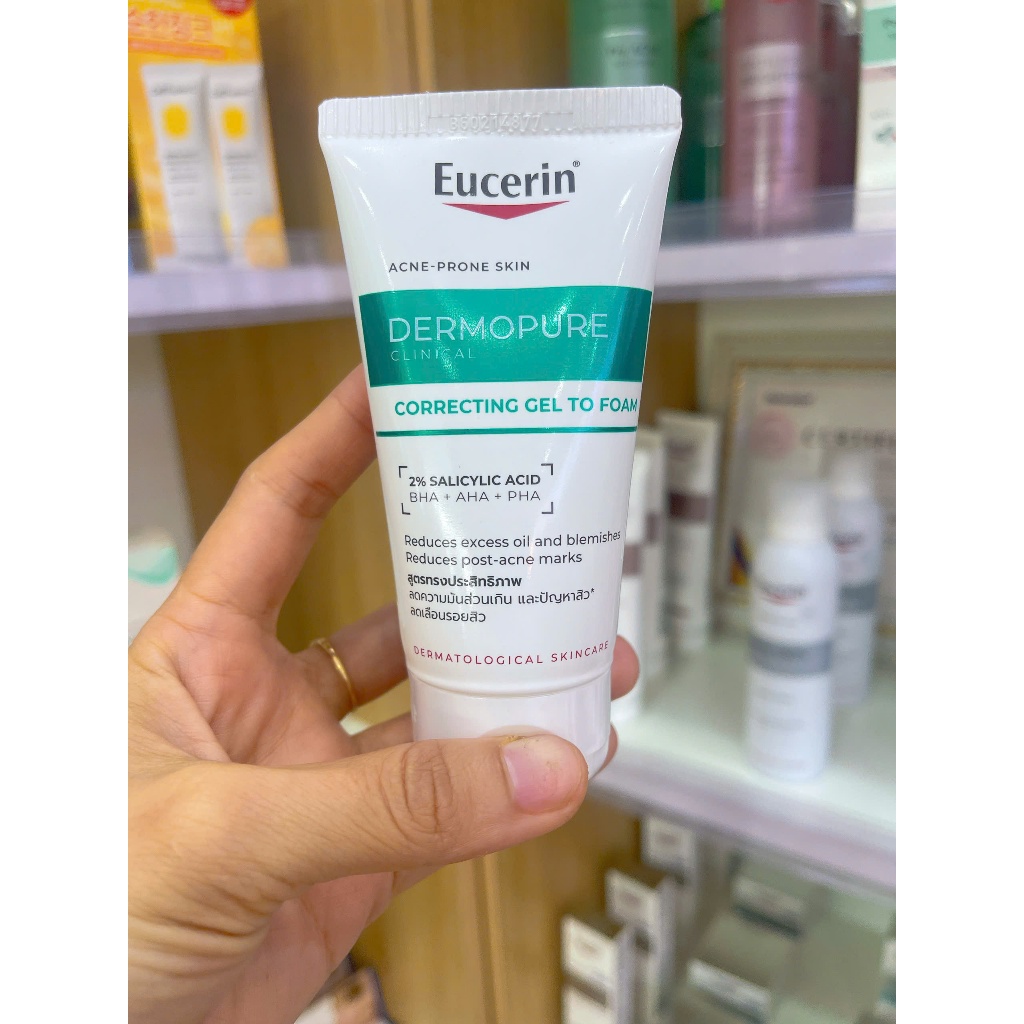 350214877
Eucerin®
ACNE-PRONE SKIN
DERMOPURE
CLINICAL
CORRECTING GEL TO FOAM
2% SALICYLIC ACID
BHA + AHA + PHA
Reduces excess oil and blemishes
Reduces post-acne marks
สูตรทรงประสิทธิภาพ
ลดความมันส่วนเกิน และปัญหาสิว*
ลดเลือนรอยสิว
DERMATOLOGICAL SKINCARE